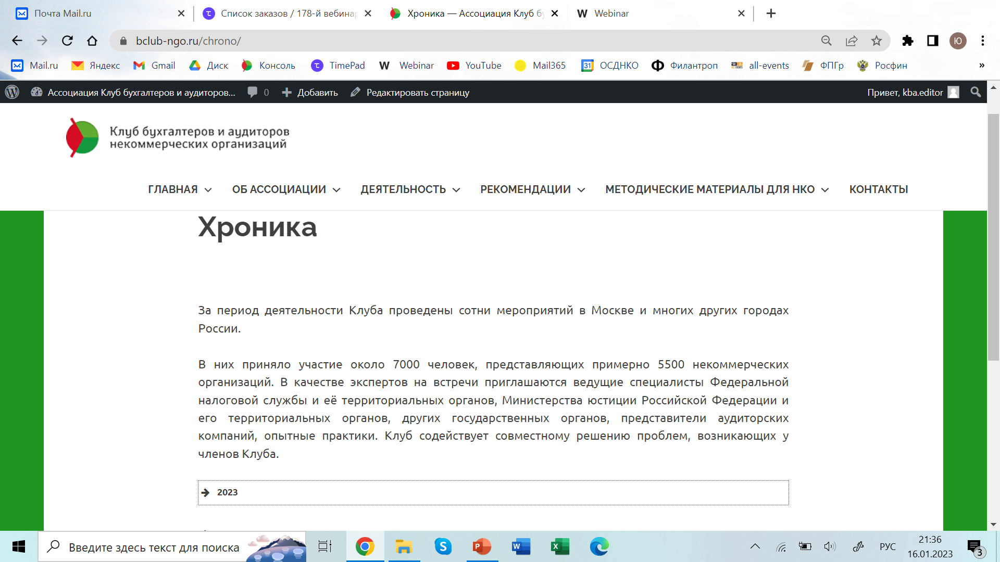 Почта Mail.ru
Список заказов / 178-й вебинар
Хроника — Ассоциация Клуб бу
Webinar
bclub-ngo.ru/chrono/
Ю
Mail.ru
Яндекс
Gmail
Диск
Консоль
TimePad
Webinar
YouTube
Mail365
31
ОСДНКО
Филантроп
all-events
ФПГр
Росфин
»
Ассоциация Клуб бухгалтеров и аудиторов...
0
Добавить
Редактировать страницу
Привет, kba.editor
Клуб бухгалтеров и аудиторов
некоммерческих организаций
ГЛАВНАЯ
ОБ АССОЦИАЦИИ
ДЕЯТЕЛЬНОСТЬ
РЕКОМЕНДАЦИИ
МЕТОДИЧЕСКИЕ МАТЕРИАЛЫ ДЛЯ НКО
КОНТАКТЫ
Хроника
За период деятельности Клуба проведены сотни мероприятий в Москве и многих других городах
России.
В них приняло участие около 7000 человек, представляющих примерно 5500 некоммерческих
организаций. В качестве экспертов на встречи приглашаются ведущие специалисты Федеральной
налоговой службы и её территориальных органов, Министерства юстиции Российской Федерации и
его территориальных органов, других государственных органов, представители аудиторских
компаний, опытные практики. Клуб содействует совместному решению проблем, возникающих у
членов Клуба.
2023
Введите здесь текст для поиска
РУС
21:36
16.01.2023
3